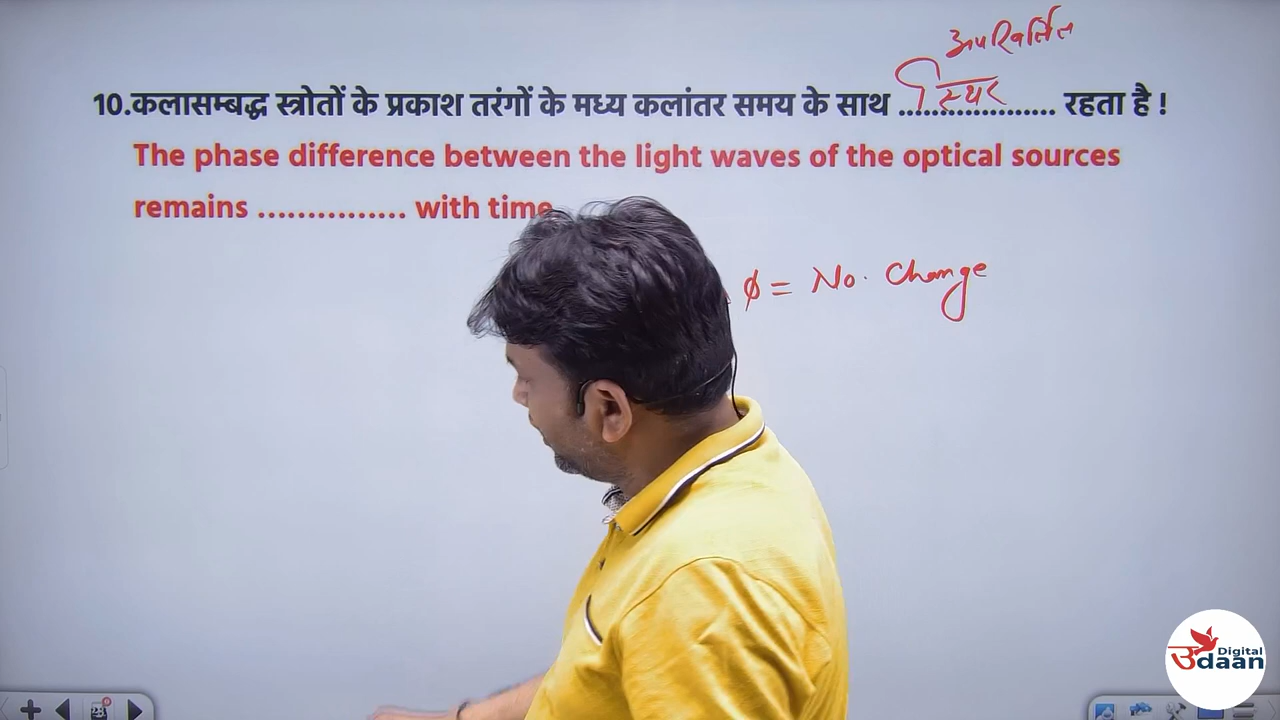 अपरिवर्तित
10.कलासम्बद्ध स्त्रोतों के प्रकाश तरंगों के मध्य कलांतर समय के साथ ..................... रहता है !
स्थिर
The phase difference between the light waves of the optical sources
remains ............... with time
ϕ = No. Change
Digital
उdaan